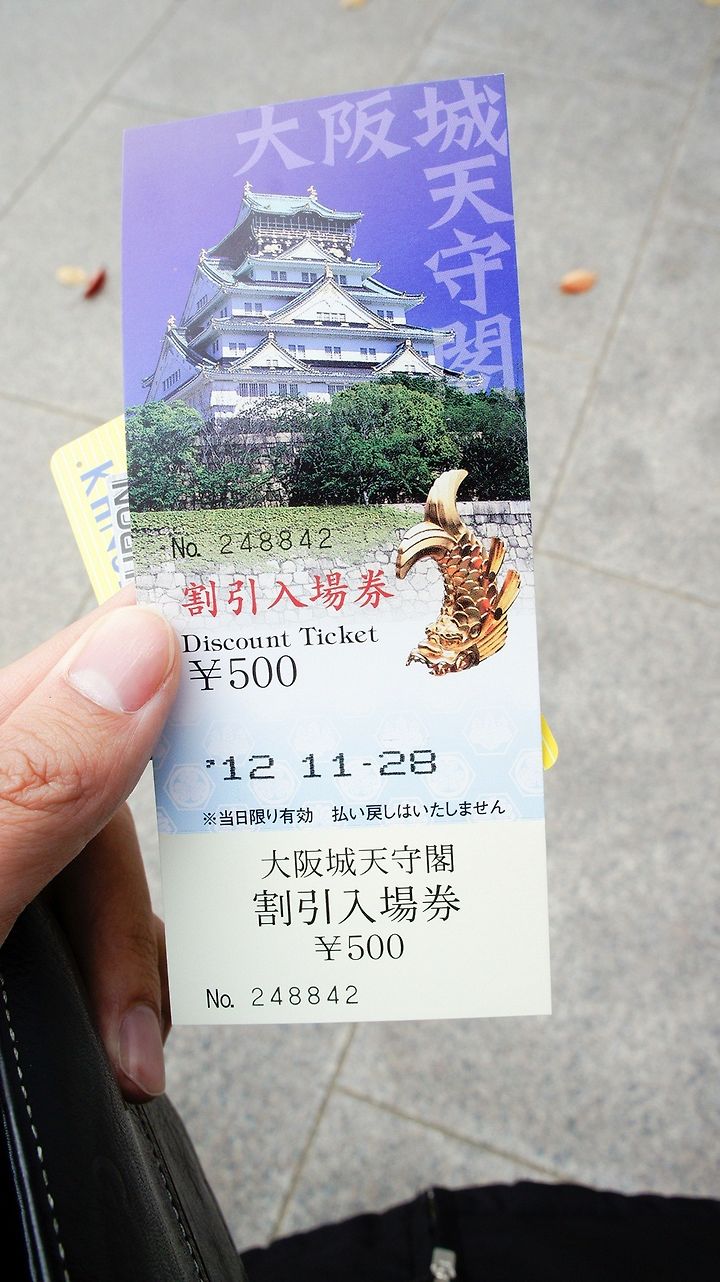 大阪城天守閣
No. 248842
割引入場券
Discount Ticket
¥500
'12 11-28
※当日限り有効 払い戻しはいたしません
大阪城天守閣
割引入場券
¥500
No. 248842